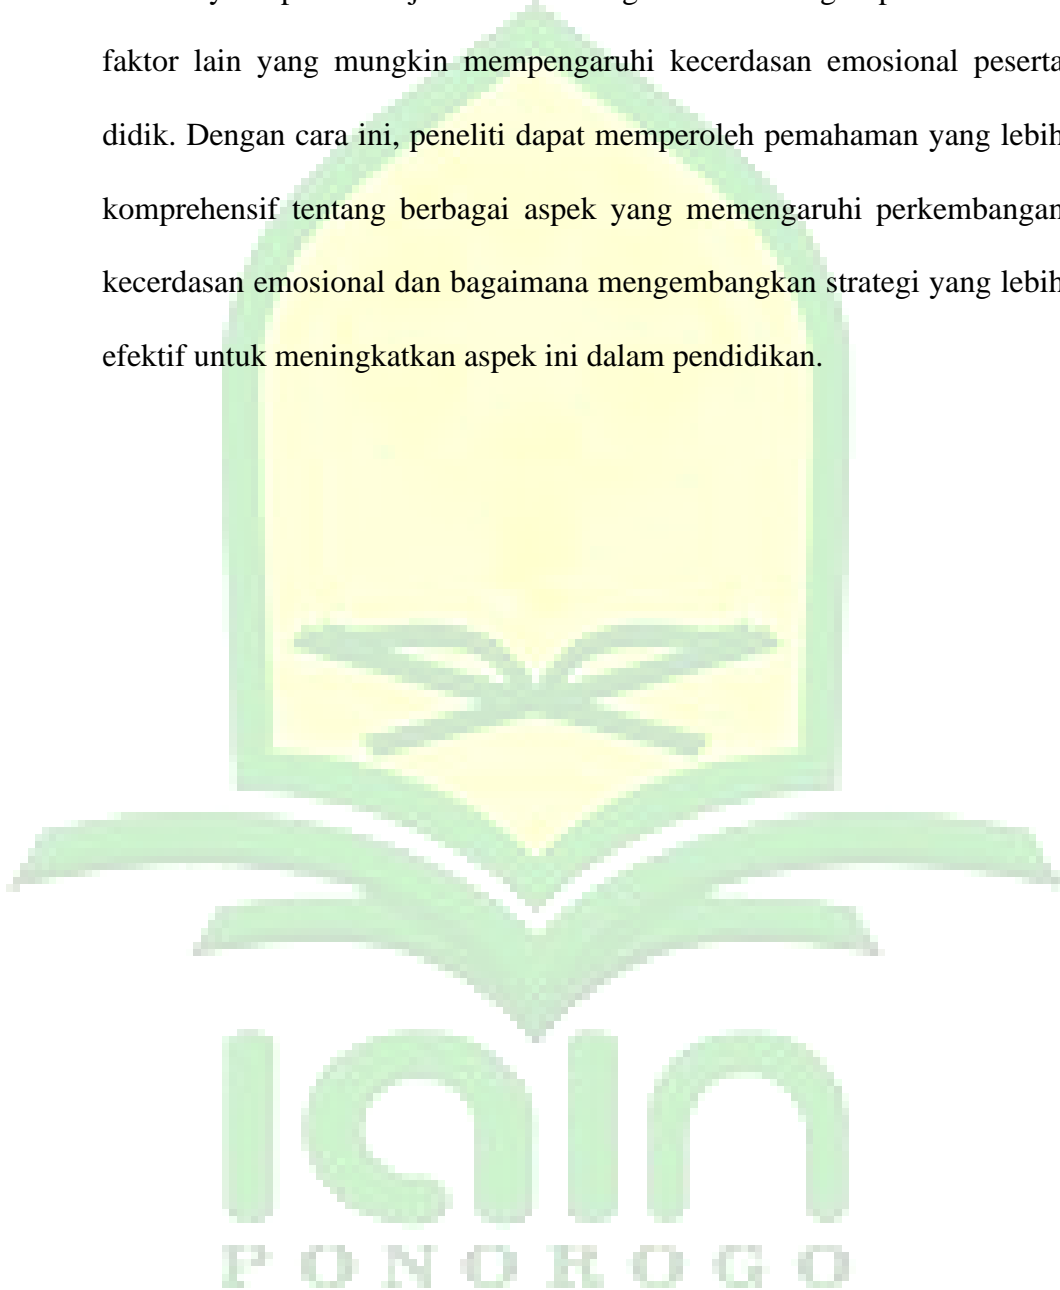 faktor lain yang mungkin mempengaruhi kecerdasan emosional peserta
didik. Dengan cara ini, peneliti dapat memperoleh pemahaman yang lebih
komprehensif tentang berbagai aspek yang memengaruhi perkembangan
kecerdasan emosional dan bagaimana mengembangkan strategi yang lebih
efektif untuk meningkatkan aspek ini dalam pendidikan.
iain
PONOROGO